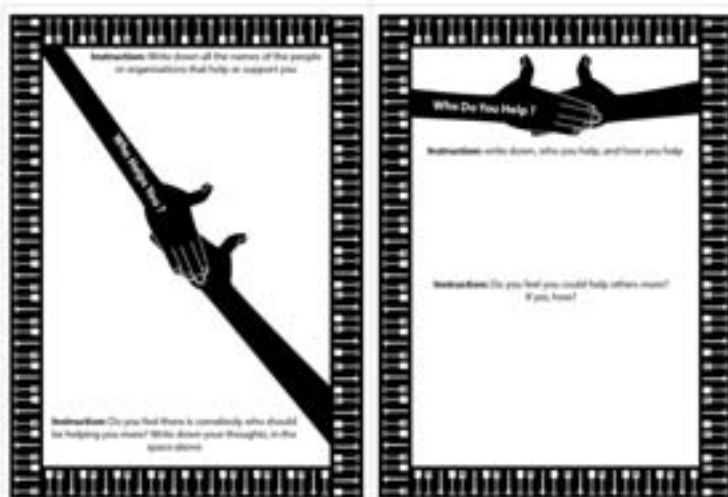 Instruction: Write down all the names of the people
or organisations that help or support you
Who Helps You ?
Instruction: Do you feel there is somebody who should
be helping you more? Write down your thoughts, in the
space above
Who Do You Help ?
Instruction: write down, who you help, and how you help
Instruction: Do you feel you could help others more?
If yes, how?